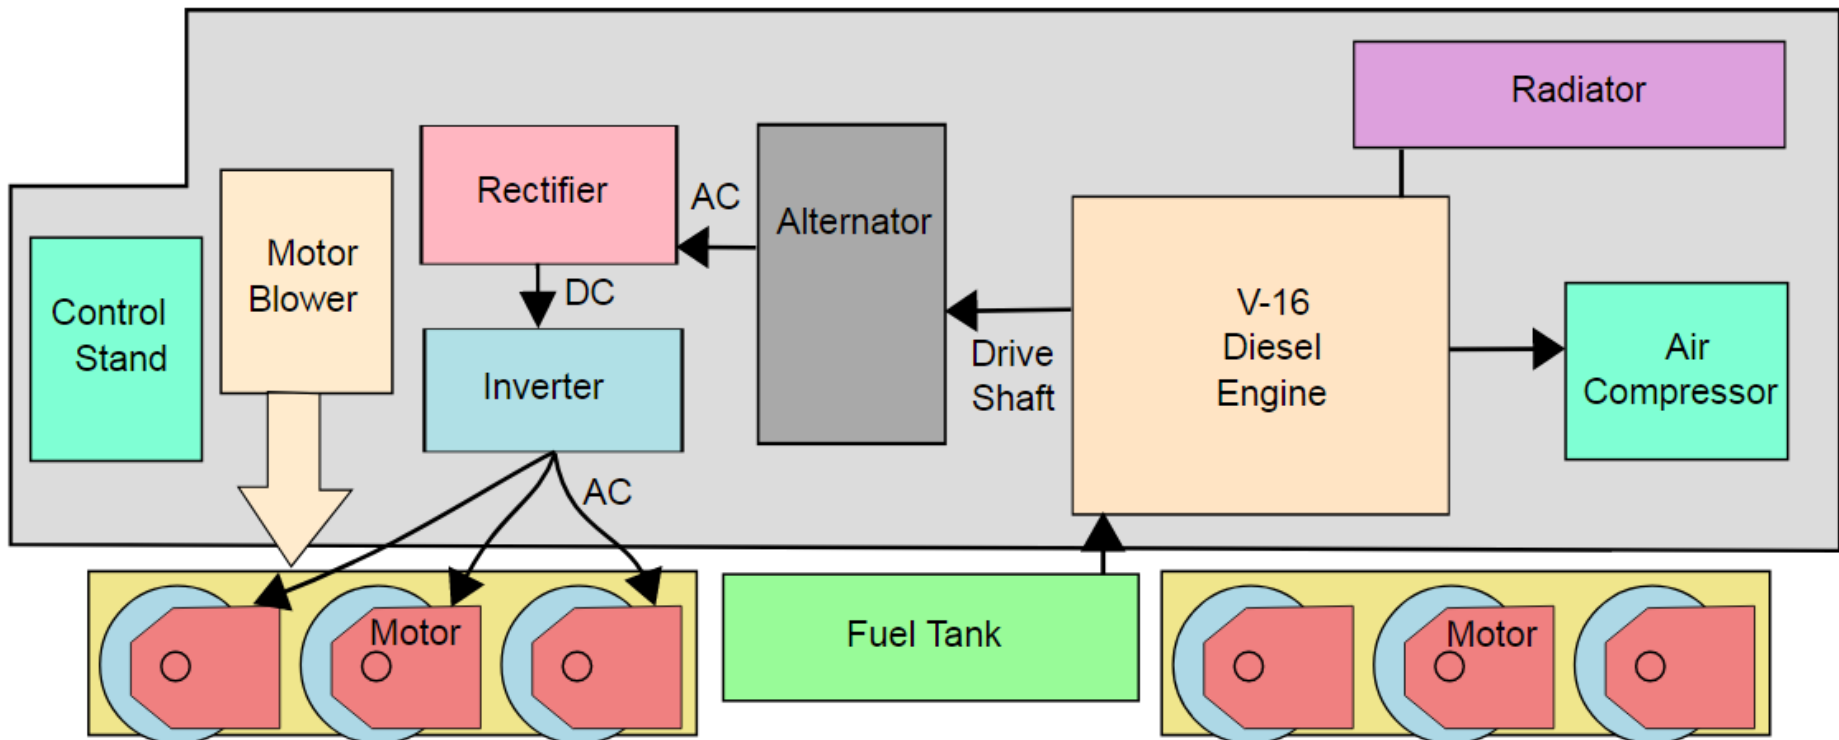 Radiator
Rectifier
AC
Alternator
Motor
Blower
DC
Control
Stand
Inverter
Drive
Shaft
V-16
Diesel
Engine
Air
Compressor
AC
Motor
Fuel Tank
Motor